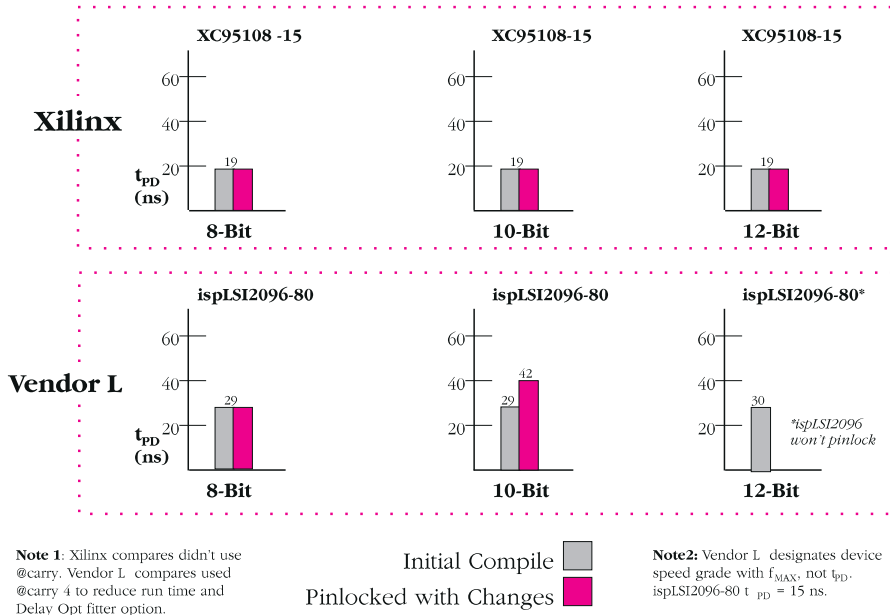 XC95108 -15
XC95108-15
XC95108-15
60
40
20
60
40
20
60
40
20
Xilinx
tPD
(ns)
19
19
19
8-Bit
10-Bit
12-Bit
ispLSI2096-80
ispLSI2096-80
ispLSI2096-80*
60
40
20
60
40
20
60
40
20
Vendor L
tPD
(ns)
29
29
42
30
*ispLSI2096
won't pinlock
8-Bit
10-Bit
12-Bit
Note 1: Xilinx compares didn't use
@carry. Vendor L compares used
@carry 4 to reduce run time and
Delay Opt fitter option.
Initial Compile
Pinlocked with Changes
Note2: Vendor L designates device
speed grade with fMAX, not tPD.
ispLSI2096-80 t PD = 15 ns.